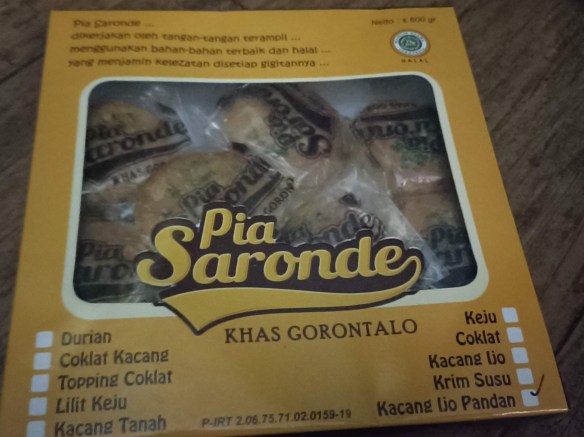 Pia Saronde ...
dikerjakan oleh tangan-tangan terampil ...
menggunakan bahan-bahan terbaik dan halal ...
yang menjamin kelezatan disetiap gigitannya ...
Netto : ± 600 gr
HALAL
Pia
Saronde
KHAS GORONTALO
Durian
Coklat Kacang
Topping Coklat
Lilit Keju
Kacang Tanah
Keju
Coklat
Kacang Ijo
Krim Susu
Kacang Ijo Pandan
P-IRT 2.06.75.71.02.0159-19